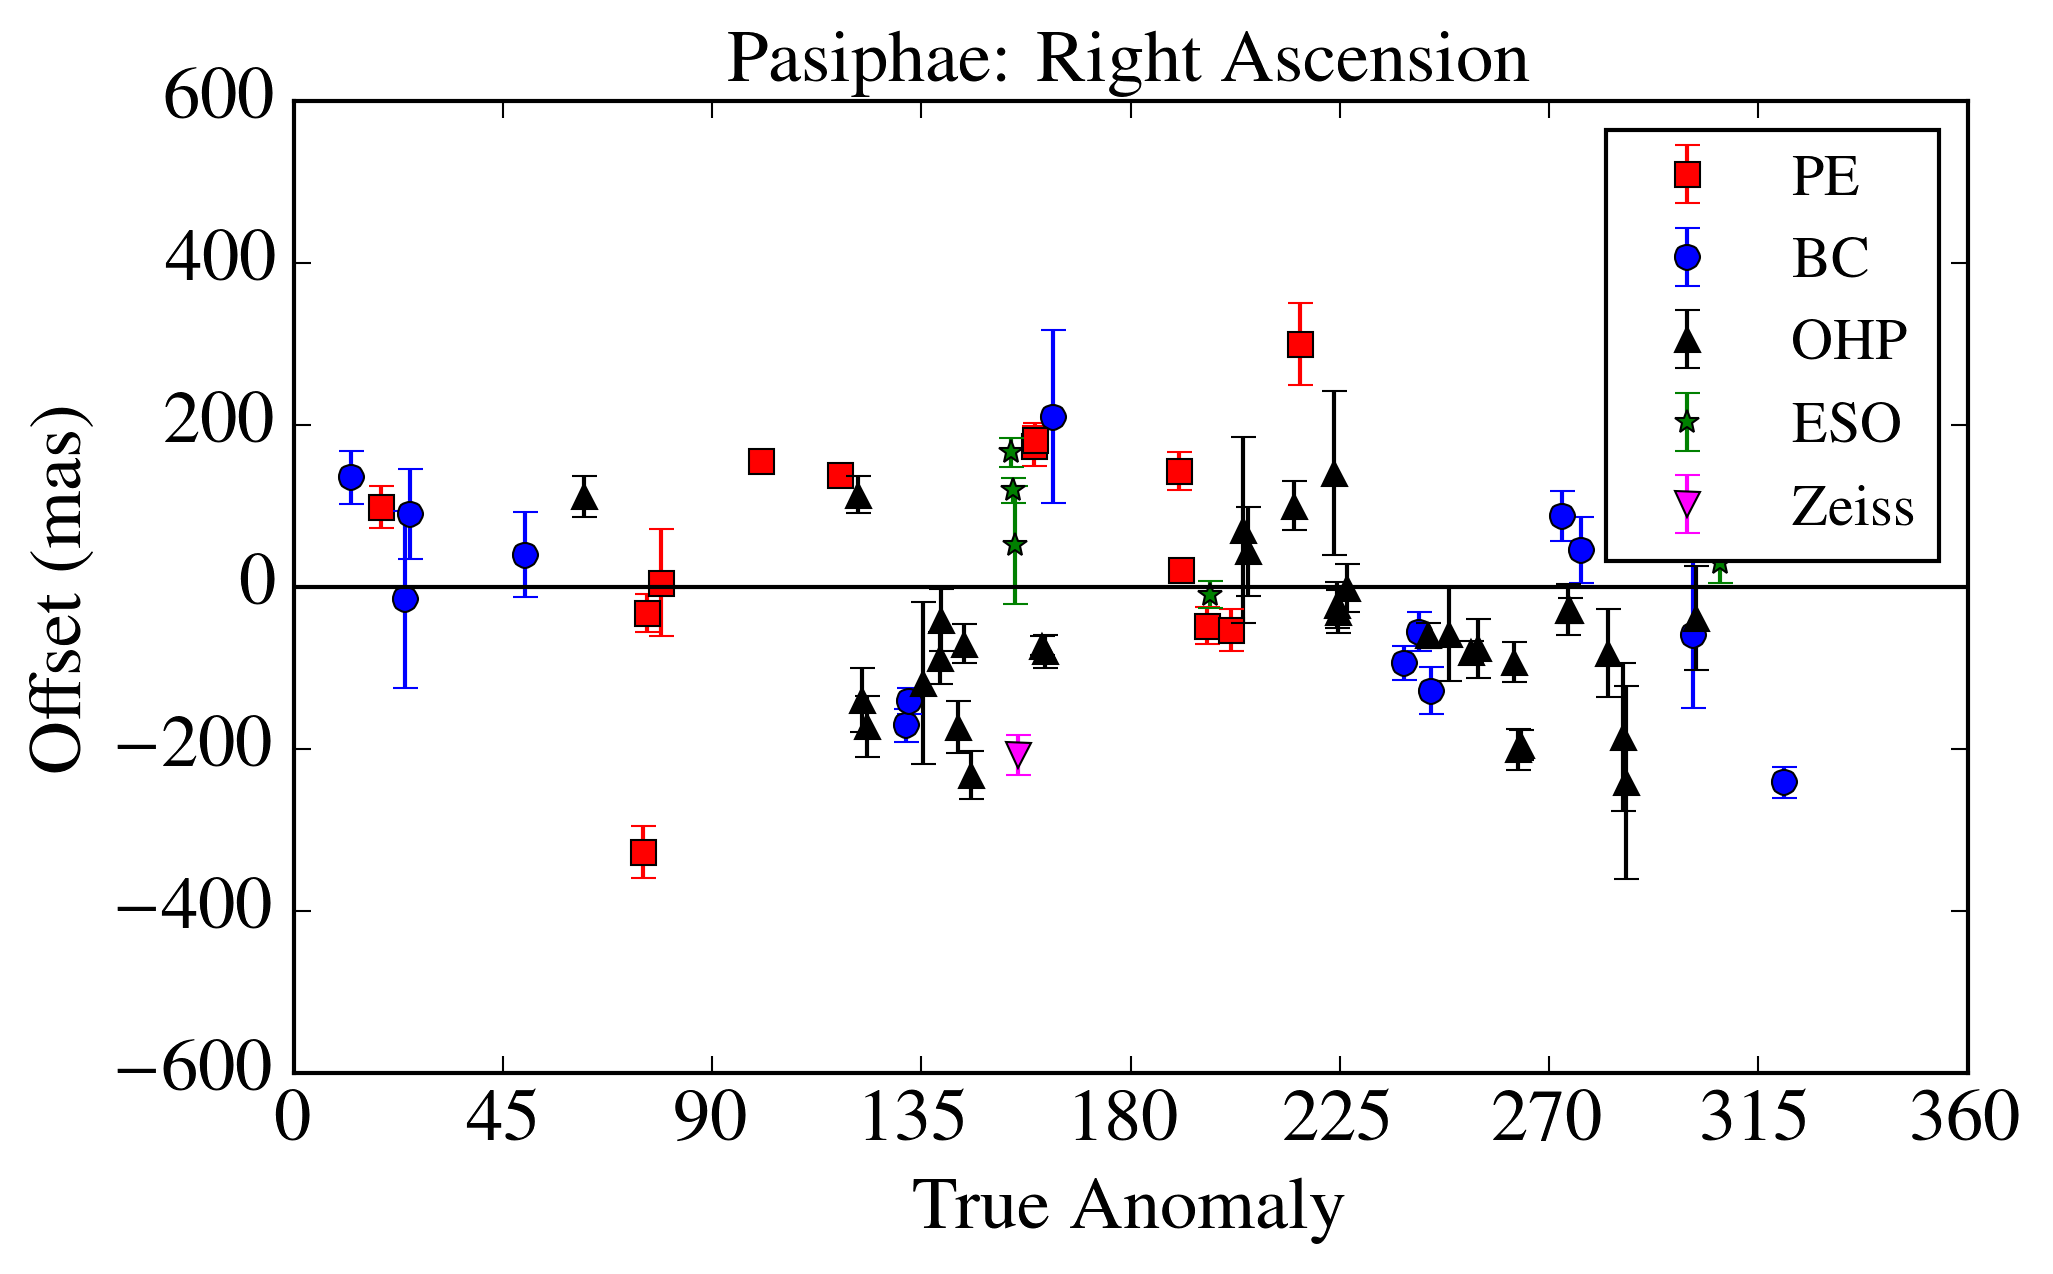 Pasiphae: Right Ascension
600
400
200
0
−200
−400
−600
Offset (mas)
0 45 90 135 180 225 270 315 360
True Anomaly
PE
BC
OHP
ESO
Zeiss